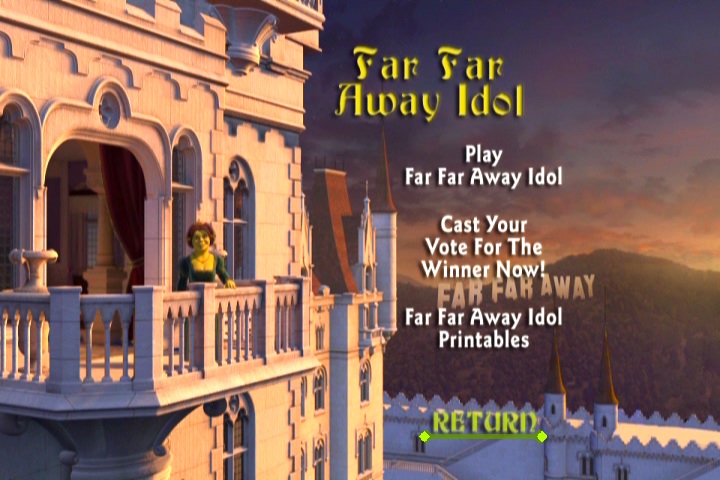 Far Far
Away Idol
Play
Far Far Away Idol
Cast Your
Vote For The
Winner Now!
FAR FAR AWAY
Far Far Away Idol
Printables
RETURN